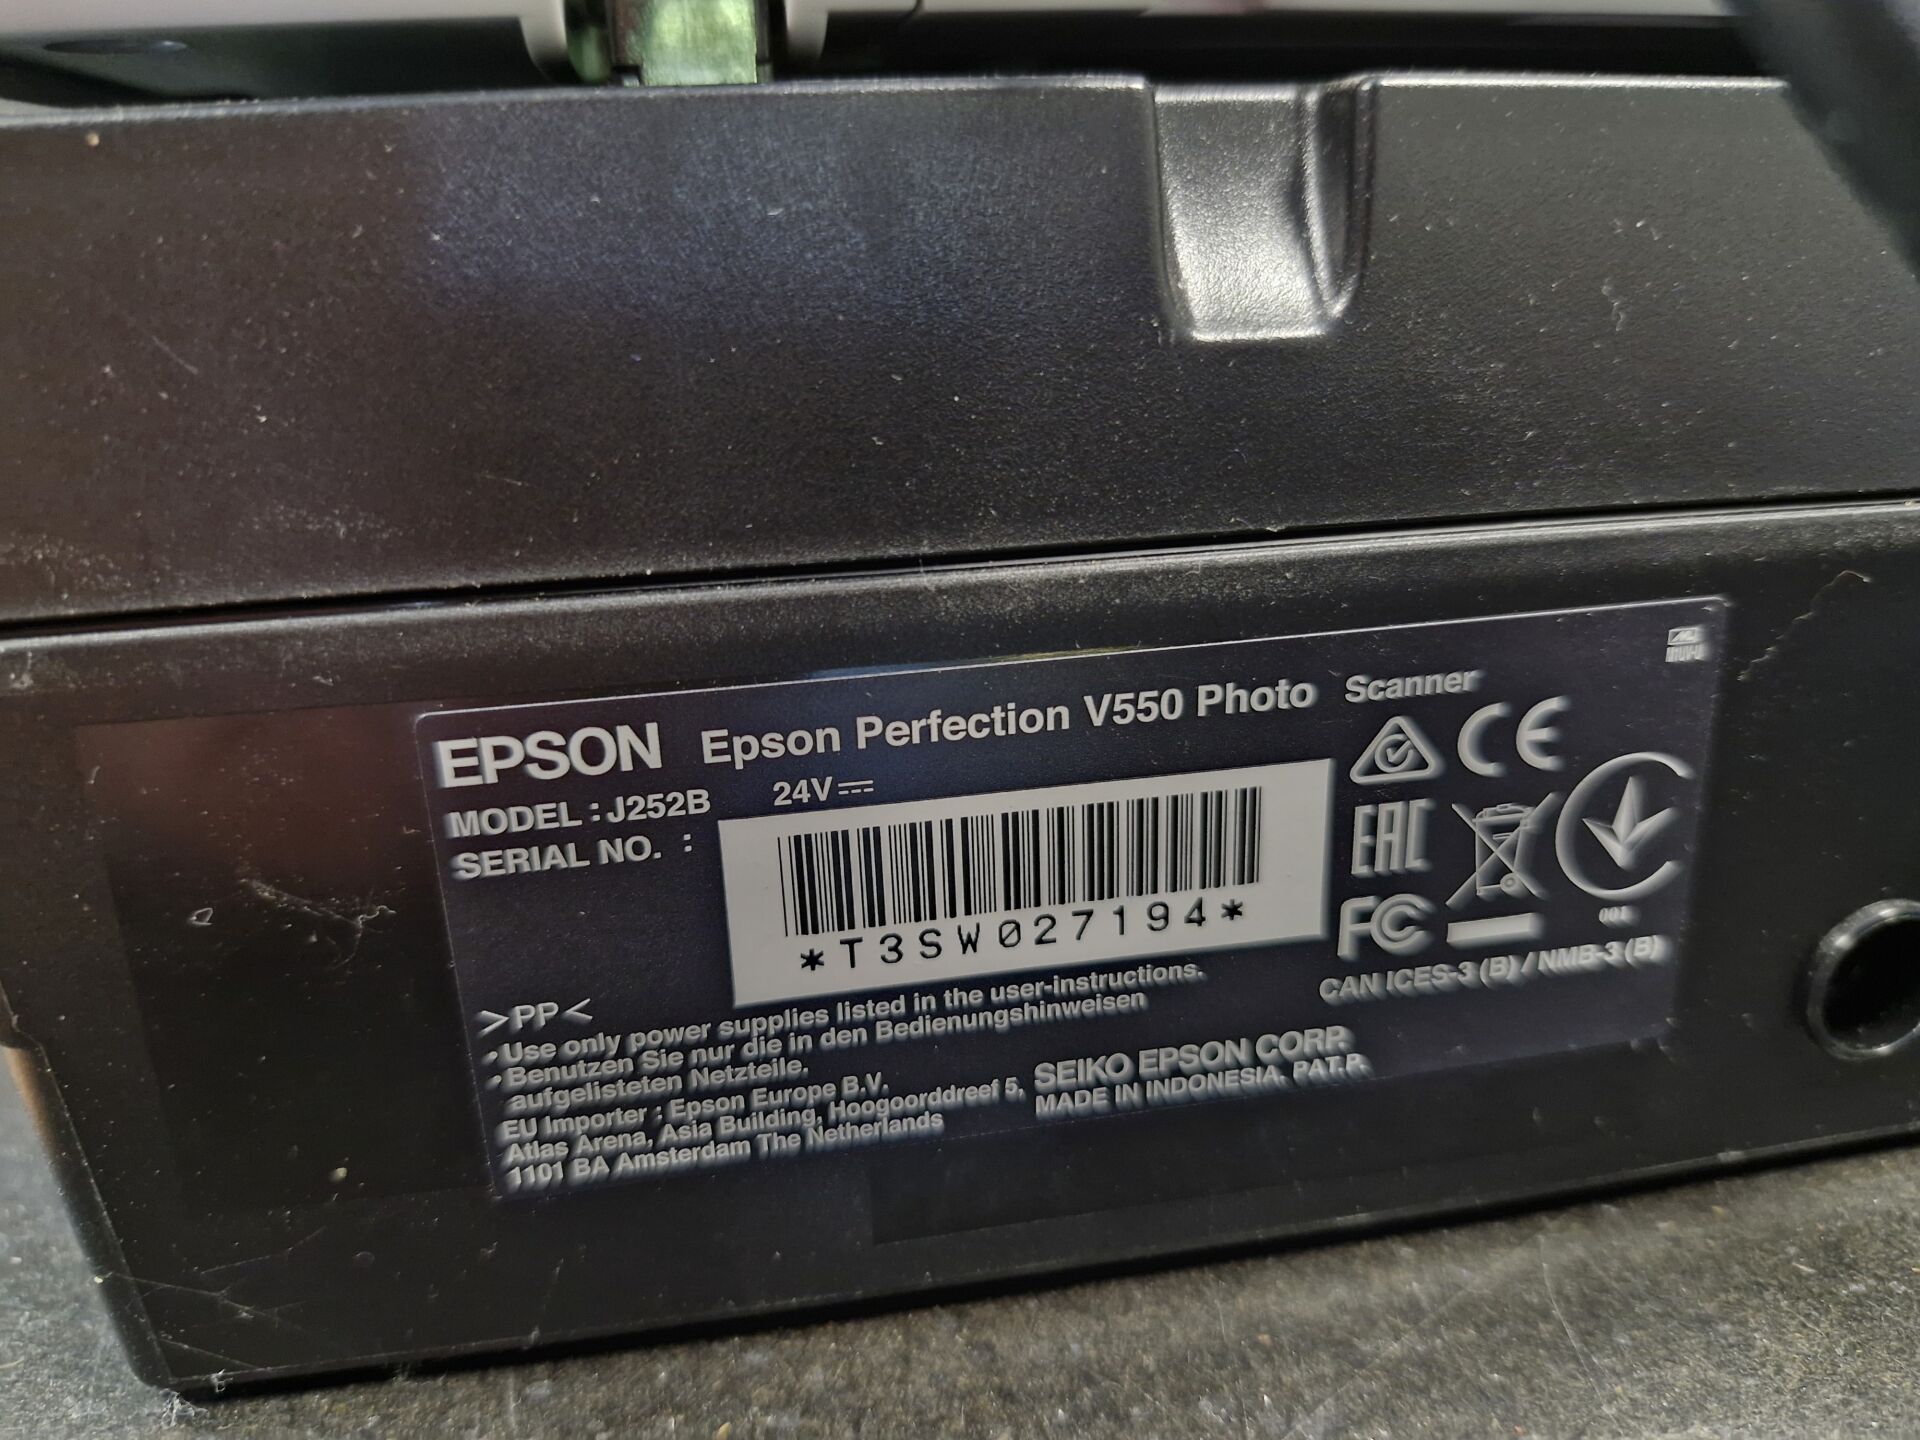 EPSON Epson Perfection V550 Photo Scanner
MODEL : J252B 24V
SERIAL NO. :
*T3SW027194*
CE
EAC
FC
001
CAN ICES-3 (B) / NMB-3 (B)
>PP<
• Use only power supplies listed in the user-instructions.
• Benutzen Sie nur die in den Bedienungshinweisen
aufgelisteten Netzteile.
EU Importer : Epson Europe B.V.
Atlas Arena, Asia Building, Hoogoorddreef 5,
1101 BA Amsterdam The Netherlands
SEIKO EPSON CORP.
MADE IN INDONESIA. PAT.P.